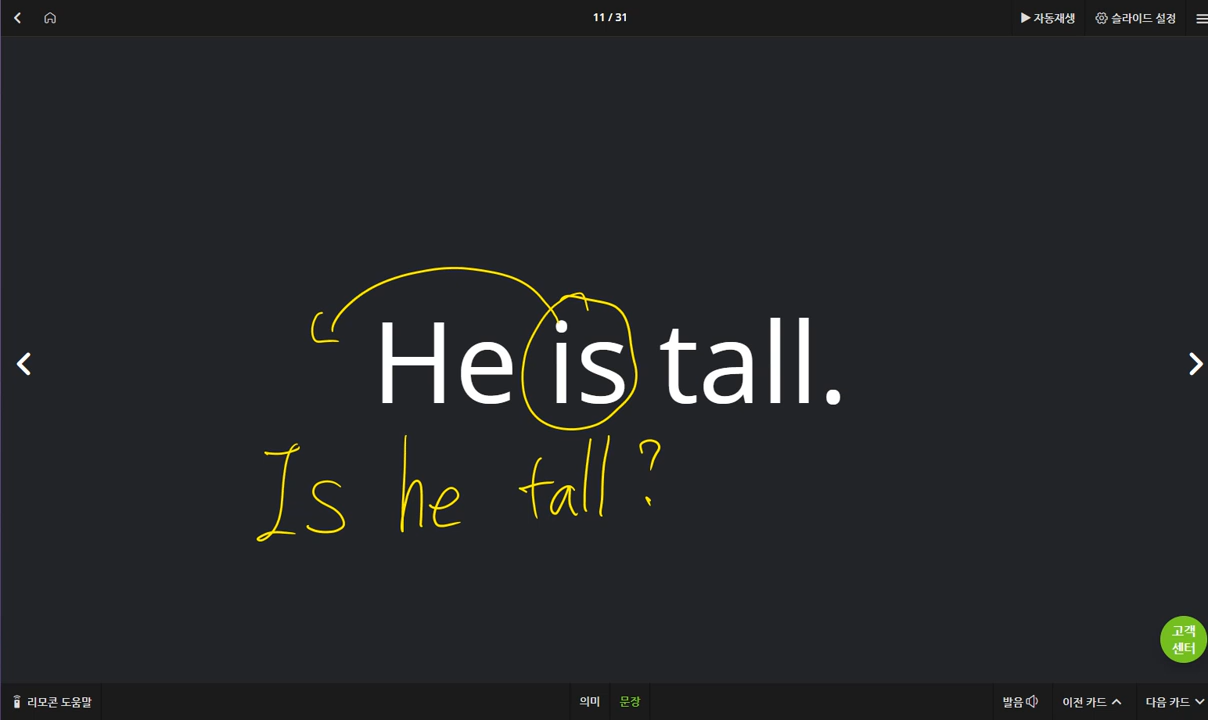 11 / 31
자동재생
슬라이드 설정
He is tall.
Is he tall?
고객
센터
리모콘 도움말
의미
문장
발음
이전 카드
다음 카드